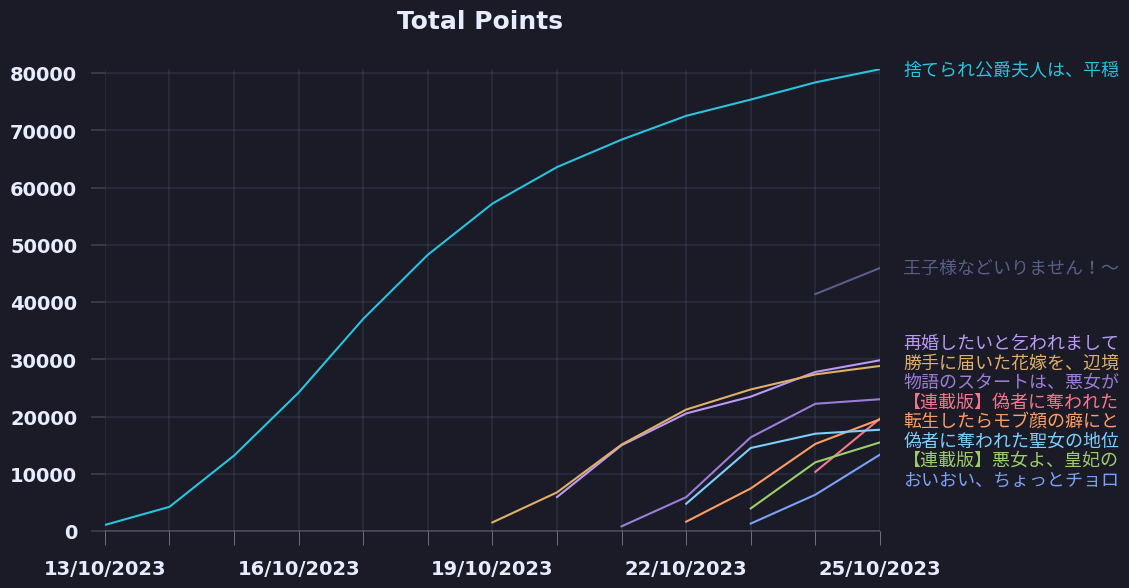 Total Points
80000
70000
60000
50000
40000
30000
20000
10000
0
13/10/2023
16/10/2023
19/10/2023
22/10/2023
25/10/2023
捨てられ公爵夫人は、平穏
王子様などいりません！～
再婚したいと乞われまして
勝手に届いた花嫁を、辺境
物語のスタートは、悪女が
【連載版】偽者に奪われた
転生したらモブ顔の癖にと
偽者に奪われた聖女の地位
【連載版】悪女よ、皇妃の
おいおい、ちょっとチョロ